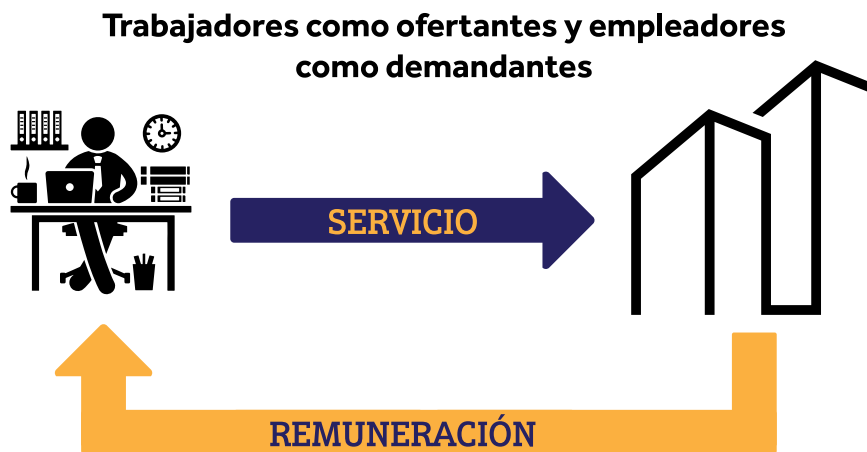 Trabajadores como ofertantes y empleadores
como demandantes
SERVICIO
REMUNERACIÓN